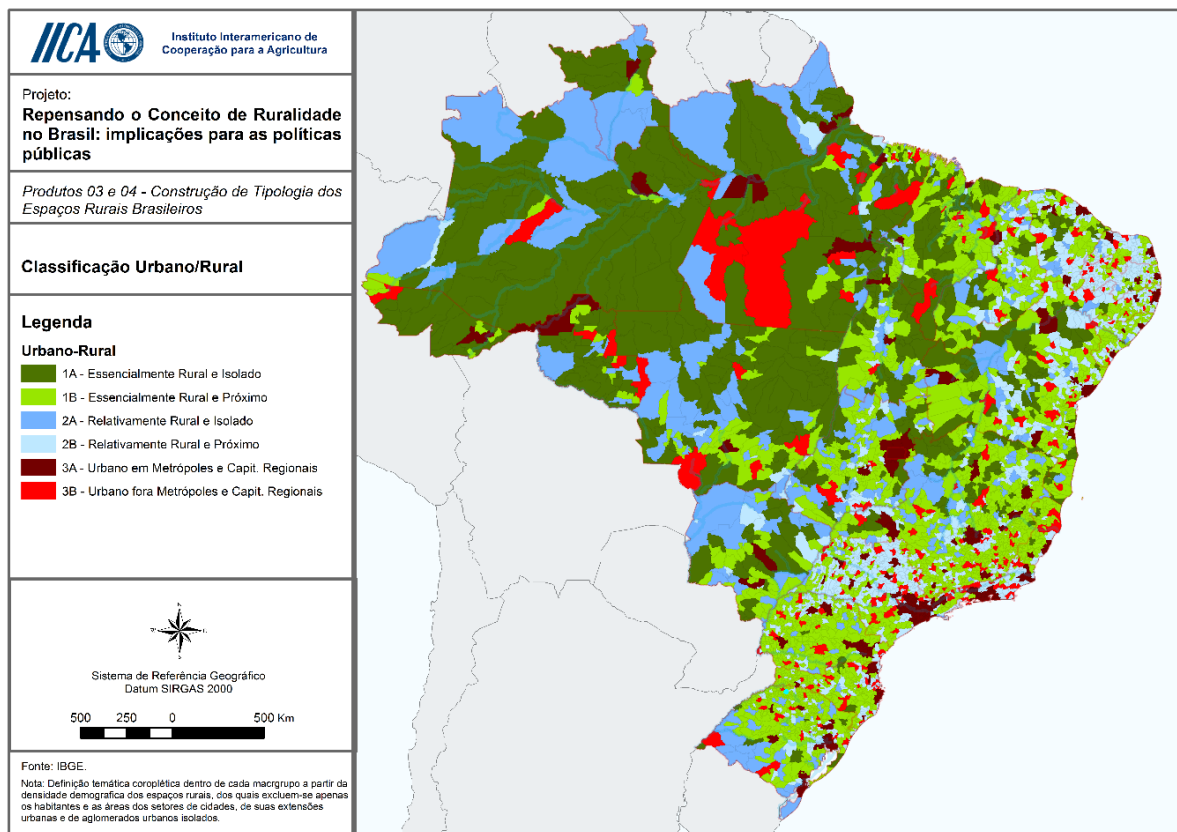 IICA
Instituto Interamericano de
Cooperação para a Agricultura
Projeto:
Repensando o Conceito de Ruralidade
no Brasil: implicações para as políticas
públicas
Produtos 03 e 04 - Construção de Tipologia dos
Espaços Rurais Brasileiros
Classificação Urbano/Rural
Legenda
Urbano-Rural
1A - Essencialmente Rural e Isolado
1B - Essencialmente Rural e Próximo
2A - Relativamente Rural e Isolado
2B - Relativamente Rural e Próximo
3A - Urbano em Metrópoles e Capit. Regionais
3B - Urbano fora Metrópoles e Capit. Regionais
Sistema de Referência Geográfico
Datum SIRGAS 2000
500 250 0 500 Km
Fonte: IBGE.
Nota: Definição temática coroplética dentro de cada macrgrupo a partir da
densidade demografica dos espaços rurais, dos quais excluem-se apenas
os habitantes e as áreas dos setores de cidades, de suas extensões
urbanas e de aglomerados urbanos isolados.